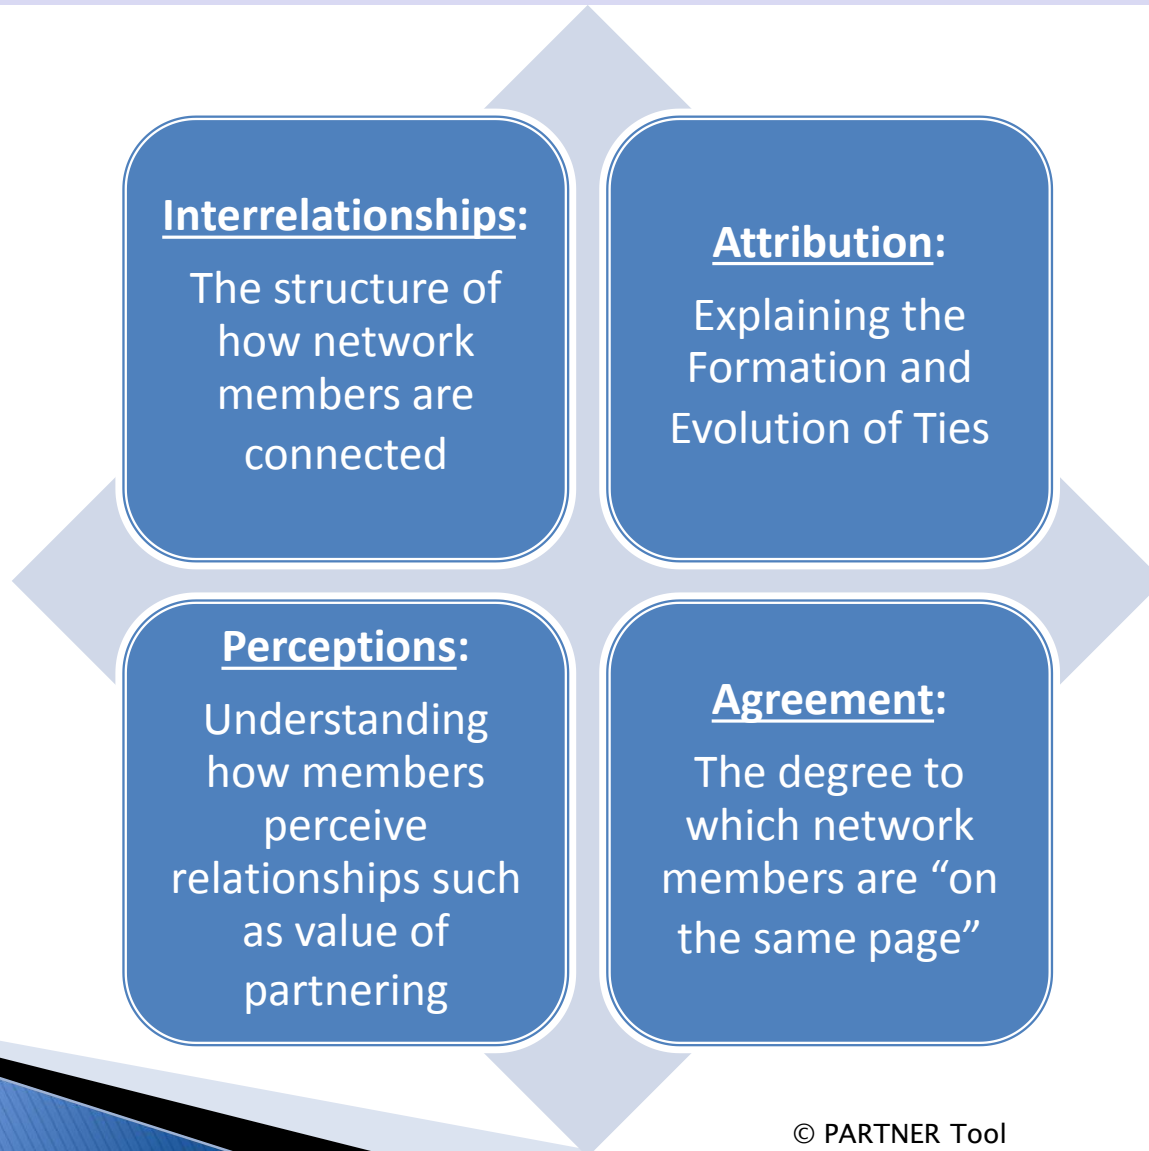 Interrelationships:
The structure of
how network
members are
connected
Attribution:
Explaining the
Formation and
Evolution of Ties
Perceptions:
Understanding
how members
perceive
relationships such
as value of
partnering
Agreement:
The degree to
which network
members are “on
the same page”
© PARTNER Tool